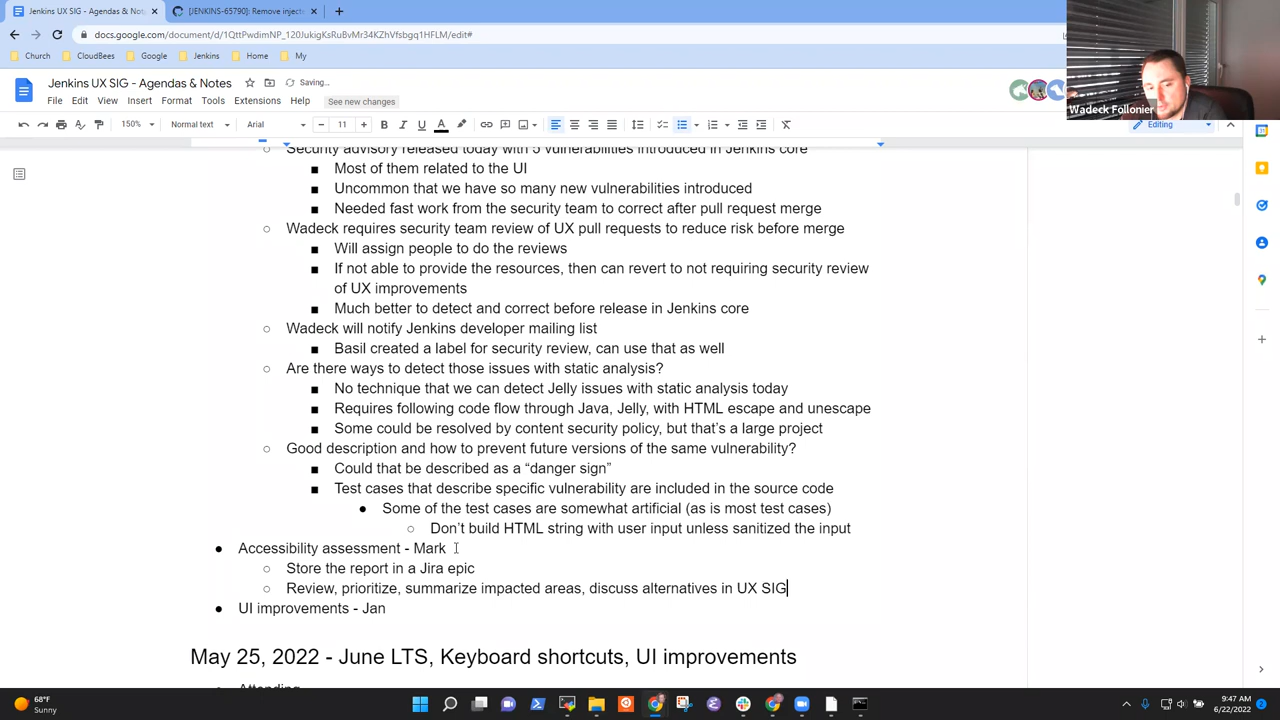 Jenkins UX SIG - Agendas & Notes
[JENKINS-65790]: Remove inject
docs.google.com/document/d/
Church
CloudBees
Google
Jenkins
Home
My
Wadeck Follonier
Jenkins UX SIG - Agendas & Notes
Saving...
File Edit View Insert Format Tools Extensions Help
See new changes
150%
Normal text
Arial
11
B
Editing
Security advisory released today with vulnerabilities introduced in Jenkins core
Most of them related to the UI
Uncommon that we have so many new vulnerabilities introduced
Needed fast work from the security team to correct after pull request merge
Wadeck requires security team review of UX pull requests to reduce risk before merge
Will assign people to do the reviews
If not able to provide the resources, then can revert to not requiring security review
of UX improvements
Much better to detect and correct before release in Jenkins core
Wadeck will notify Jenkins developer mailing list
Basil created a label for security review, can use that as well
Are there ways to detect those issues with static analysis?
No technique that we can detect Jelly issues with static analysis today
Requires following code flow through Java, Jelly, with HTML escape and unescape
Some could be resolved by content security policy, but that's a large project
Good description and how to prevent future versions of the same vulnerability?
Could that be described as a “danger sign”
Test cases that describe specific vulnerability are included in the source code
Some of the test cases are somewhat artificial (as is most test cases)
Don't build HTML string with user input unless sanitized the input
Accessibility assessment - Mark
Store the report in a Jira epic
Review, prioritize, summarize impacted areas, discuss alternatives in UX SIG
UI improvements - Jan
May 25, 2022 - June LTS, Keyboard shortcuts, UI improvements
Attending
68°F
Sunny
9:47 AM
6/22/2022